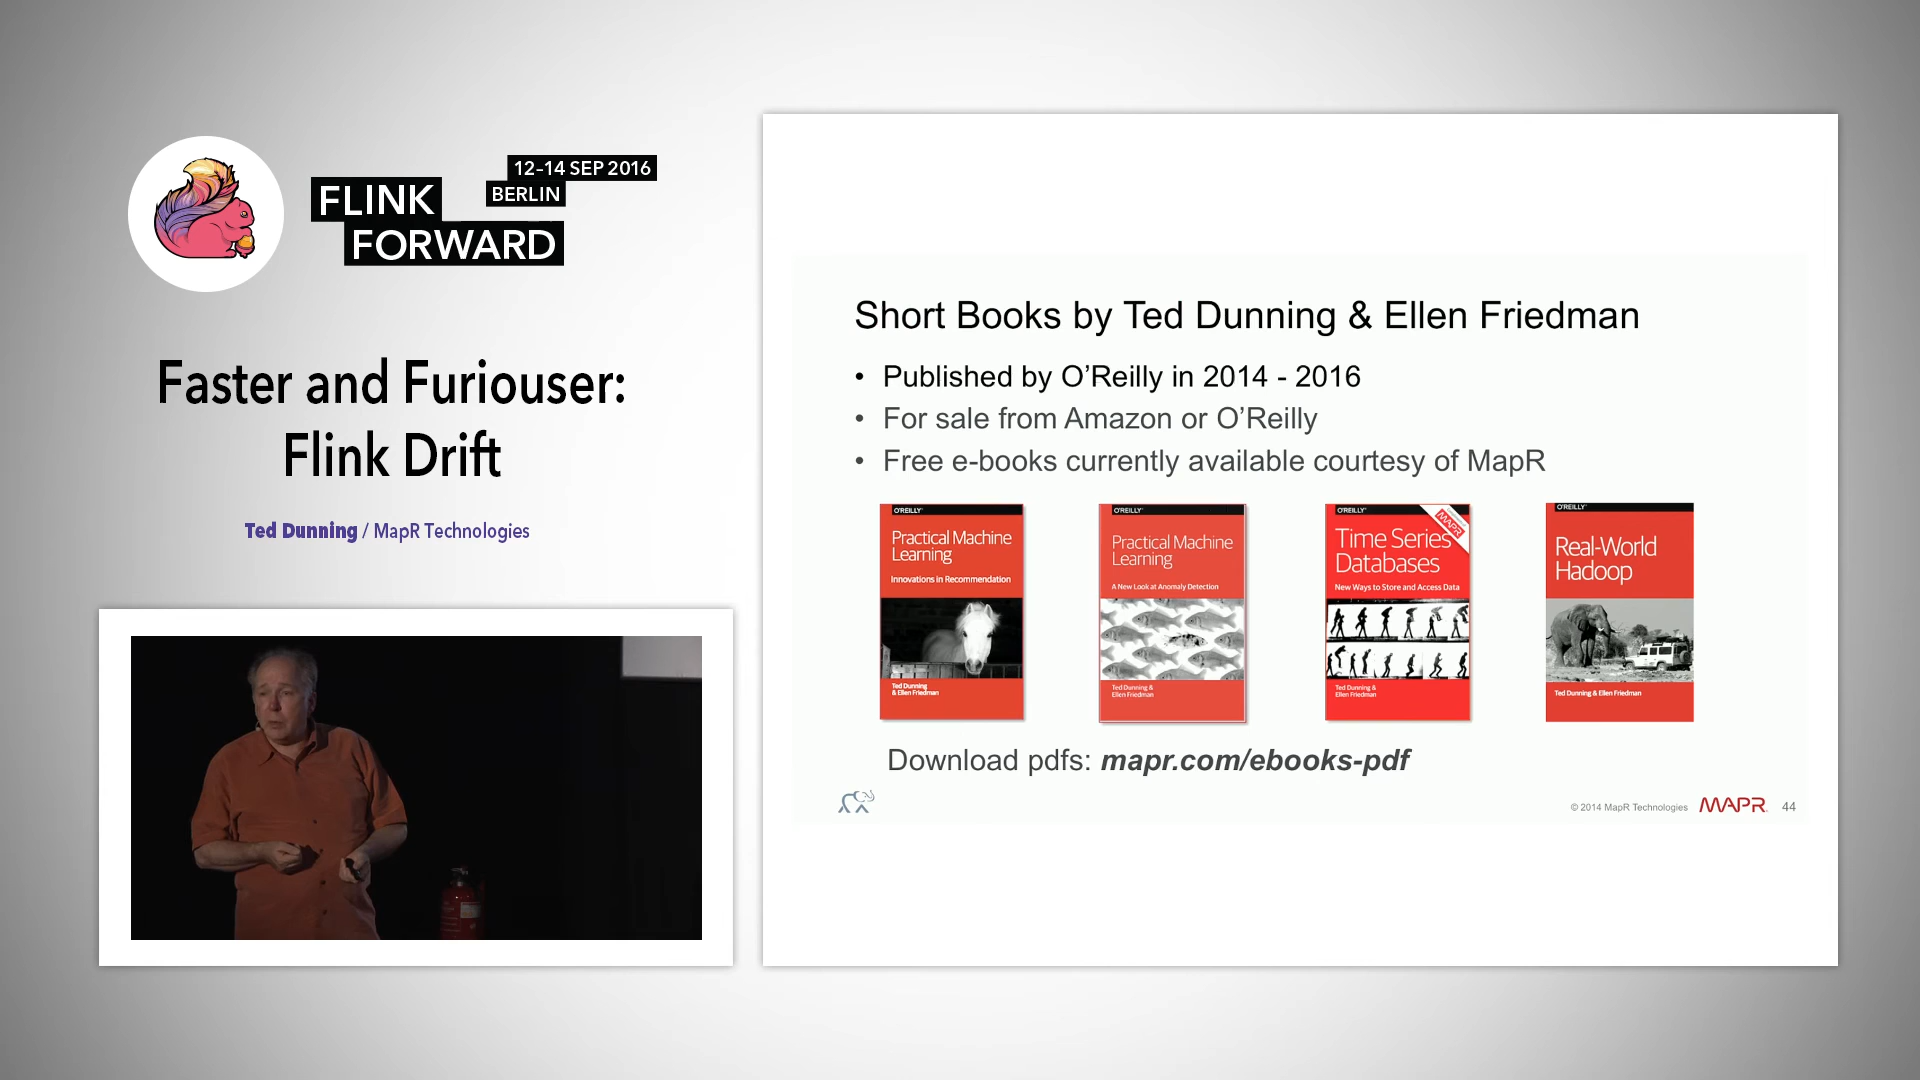 12-14 SEP 2016
BERLIN
FLINK
FORWARD
Faster and Furiouser:
Flink Drift
Ted Dunning / MapR Technologies
Short Books by Ted Dunning & Ellen Friedman
• Published by O’Reilly in 2014 - 2016
• For sale from Amazon or O’Reilly
• Free e-books currently available courtesy of MapR
O'REILLY
Practical Machine
Learning
Innovations in Recommendation
Ted Dunning
& Ellen Friedman
O'REILLY
Practical Machine
Learning
A New Look at Anomaly Detection
Ted Dunning &
Ellen Friedman
O'REILLY
MAPR
Time Series
Databases
New Ways to Store and Access Data
Ted Dunning &
Ellen Friedman
O'REILLY
Real-World
Hadoop
Ted Dunning & Ellen Friedman
Download pdfs: mapr.com/ebooks-pdf
© 2014 MapR Technologies MAPR 44